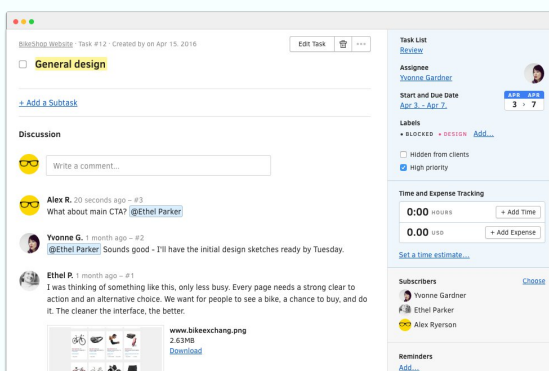 BikeShop Website · Task #12 · Created by on Apr 15, 2016
Edit Task
General design
+ Add a Subtask
Discussion
Write a comment...
Alex R. 20 seconds ago – #3
What about main CTA? @Ethel Parker
Yvonne G. 1 month ago – #2
@Ethel Parker Sounds good - I'll have the initial design sketches ready by Tuesday.
Ethel P. 1 month ago – #1
I was thinking of something like this, only less busy. Every page needs a strong clear to
action and an alternative choice. We want for people to see a bike, a chance to buy, and do
it. The cleaner the interface, the better.
www.bikeexchang.png
2.63MB
Download
Task List
Review
Assignee
Yvonne Gardner
Start and Due Date
Apr 3. - Apr 7.
APR APR
3 › 7
Labels
• BLOCKED • DESIGN Add...
Hidden from clients
High priority
Time and Expense Tracking
0:00 HOURS + Add Time
0.00 USD + Add Expense
Set a time estimate...
Subscribers Choose
Yvonne Gardner
Ethel Parker
Alex Ryerson
Reminders
Add...